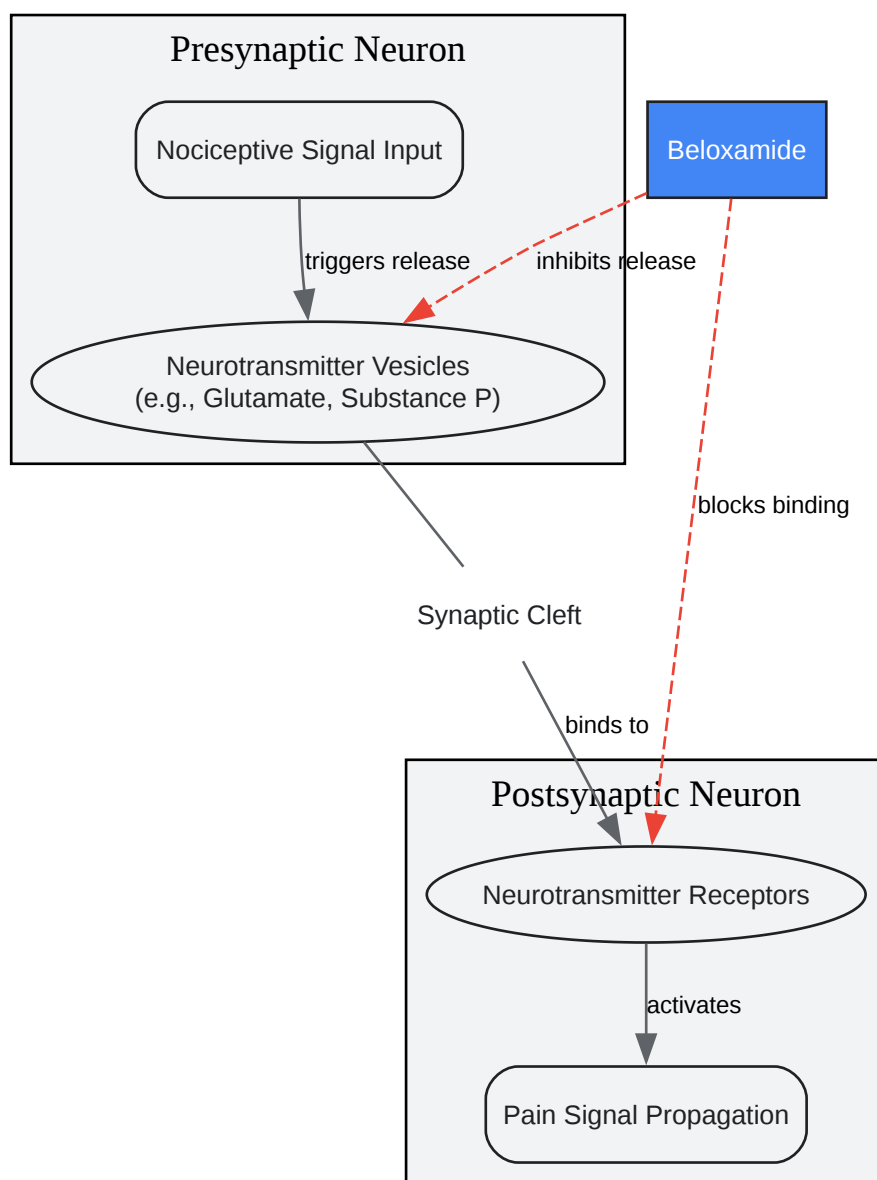 Presynaptic Neuron
Nociceptive Signal Input
Beloxamide
triggers release
inhibits release
Neurotransmitter Vesicles
(e.g., Glutamate, Substance P)
blocks binding
Synaptic Cleft
binds to
Postsynaptic Neuron
Neurotransmitter Receptors
activates
Pain Signal Propagation